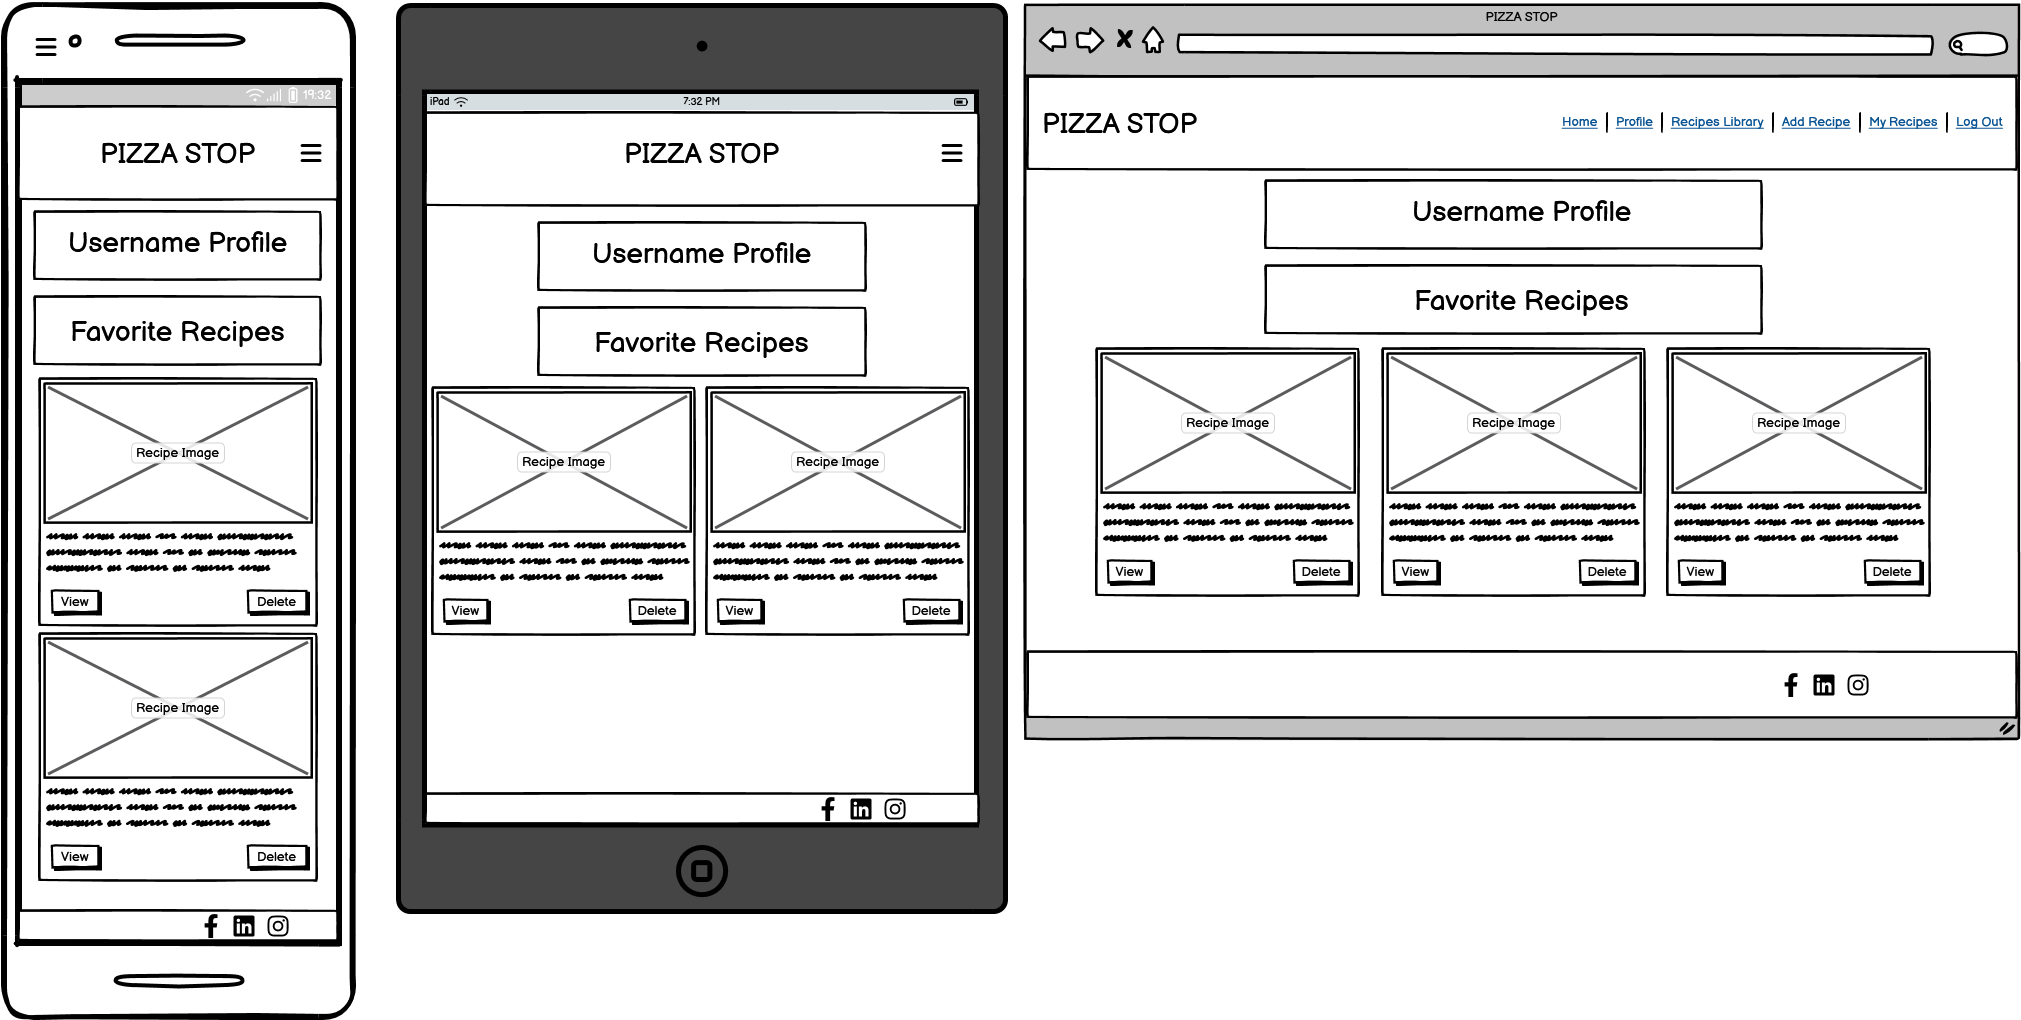 19:32
PIZZA STOP
Username Profile
Favorite Recipes
Recipe Image
View Delete
Recipe Image
View Delete
iPad 7:32 PM
PIZZA STOP
Username Profile
Favorite Recipes
Recipe Image Recipe Image
View Delete View Delete
PIZZA STOP
PIZZA STOP Home Profile Recipes Library Add Recipe My Recipes Log Out
Username Profile
Favorite Recipes
Recipe Image Recipe Image Recipe Image
View Delete View Delete View Delete